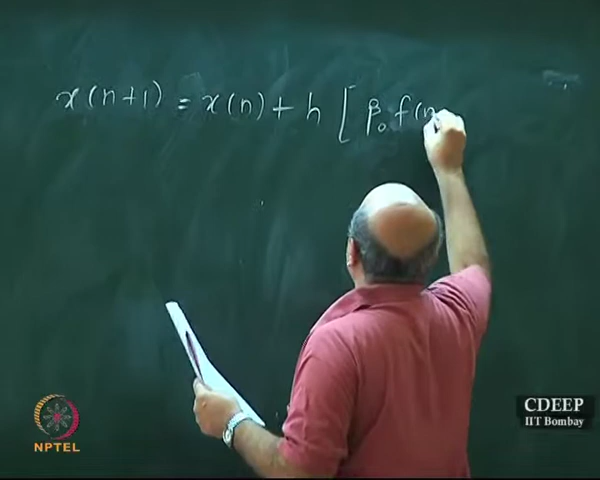 x(n+1) = x(n) + h [ β₀ f(n
NPTEL
CDEEP
IIT Bombay